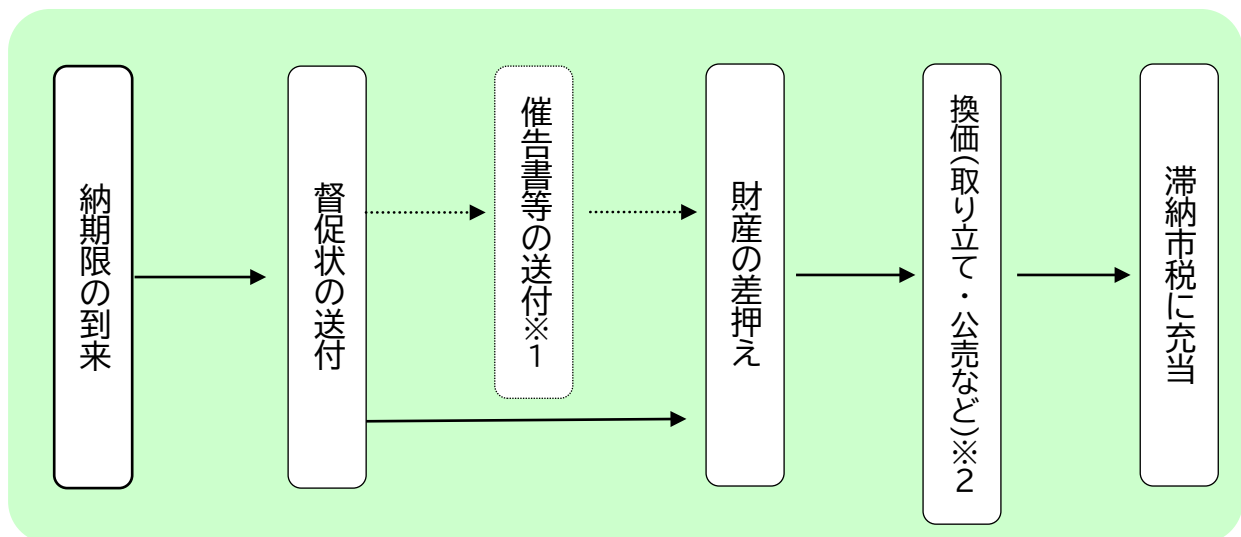 納期限の到来
督促状の送付
催告書等の送付※1
財産の差押え
換価(取り立て・公売など)※2
滞納市税に充当